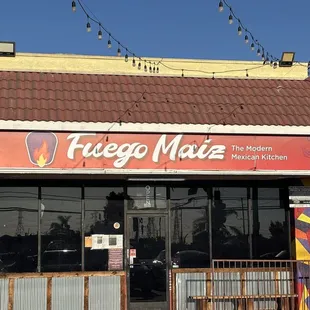 Fuego Maiz
The Modern
Mexican Kitchen